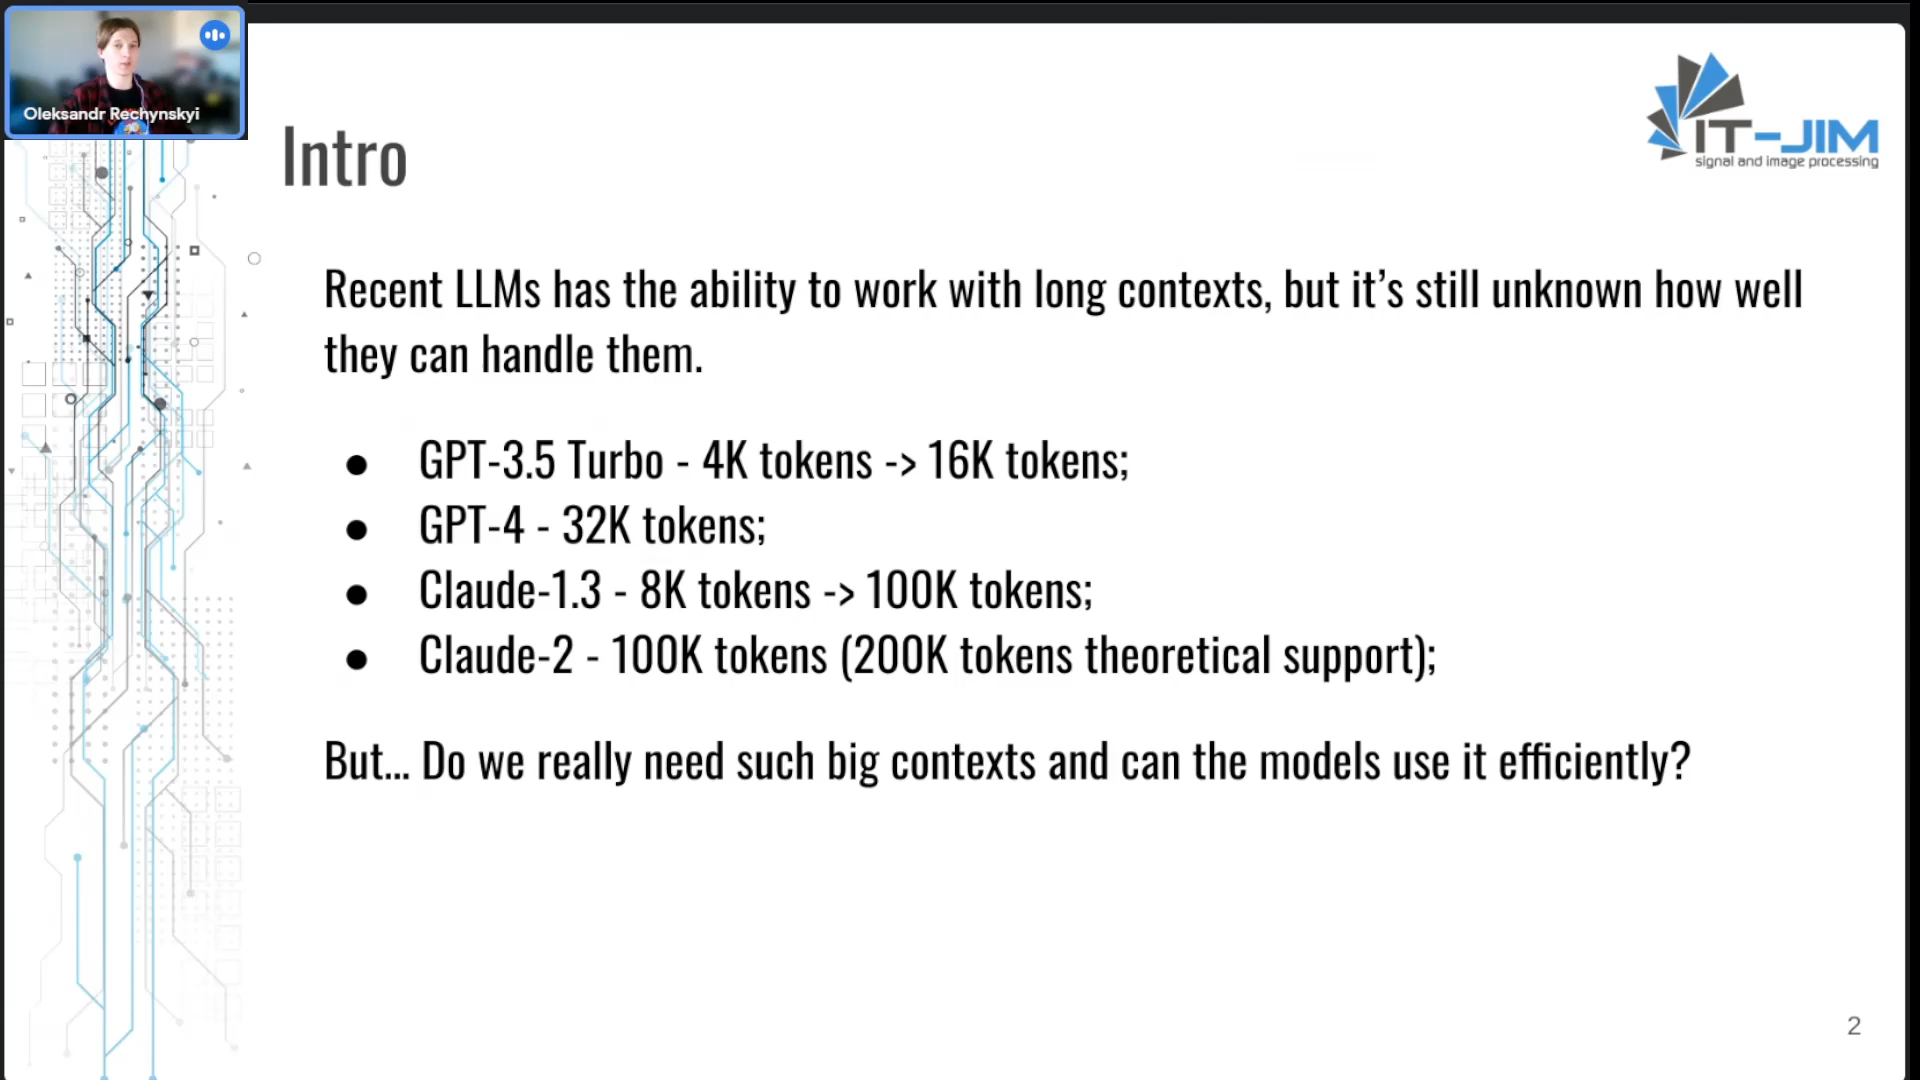 Oleksandr Rechynskyi
IT-JIM
signal and image processing
Intro
Recent LLMs has the ability to work with long contexts, but it’s still unknown how well
they can handle them.
● GPT-3.5 Turbo - 4K tokens -> 16K tokens;
● GPT-4 - 32K tokens;
● Claude-1.3 - 8K tokens -> 100K tokens;
● Claude-2 - 100K tokens (200K tokens theoretical support);
But... Do we really need such big contexts and can the models use it efficiently?
2